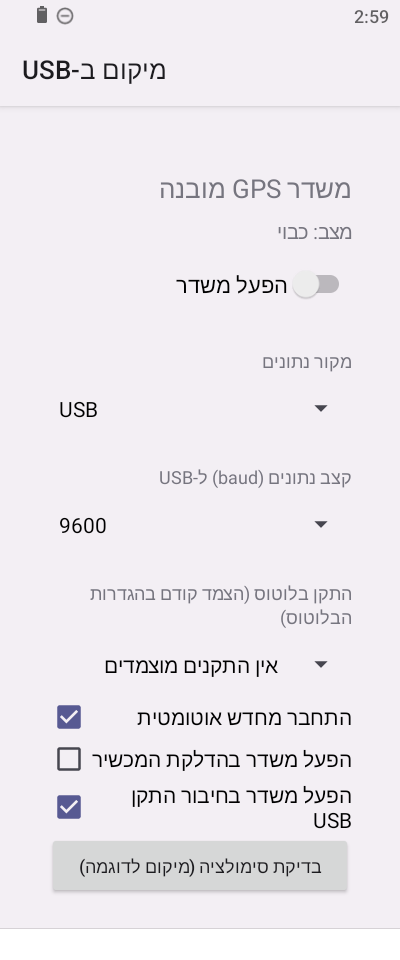 2:59
מיקום ב-USB
משדר GPS מובנה
מצב: כבוי
הפעל משדר
מקור נתונים
USB
קצב נתונים (baud) ל-USB
9600
התקן בלוטוס (הצמד קודם בהגדרות
הבלוטוס)
אין התקנים מוצמדים
התחבר מחדש אוטומטית
הפעל משדר בהדלקת המכשיר
הפעל משדר בחיבור התקן
USB
בדיקת סימולציה (מיקום לדוגמה)